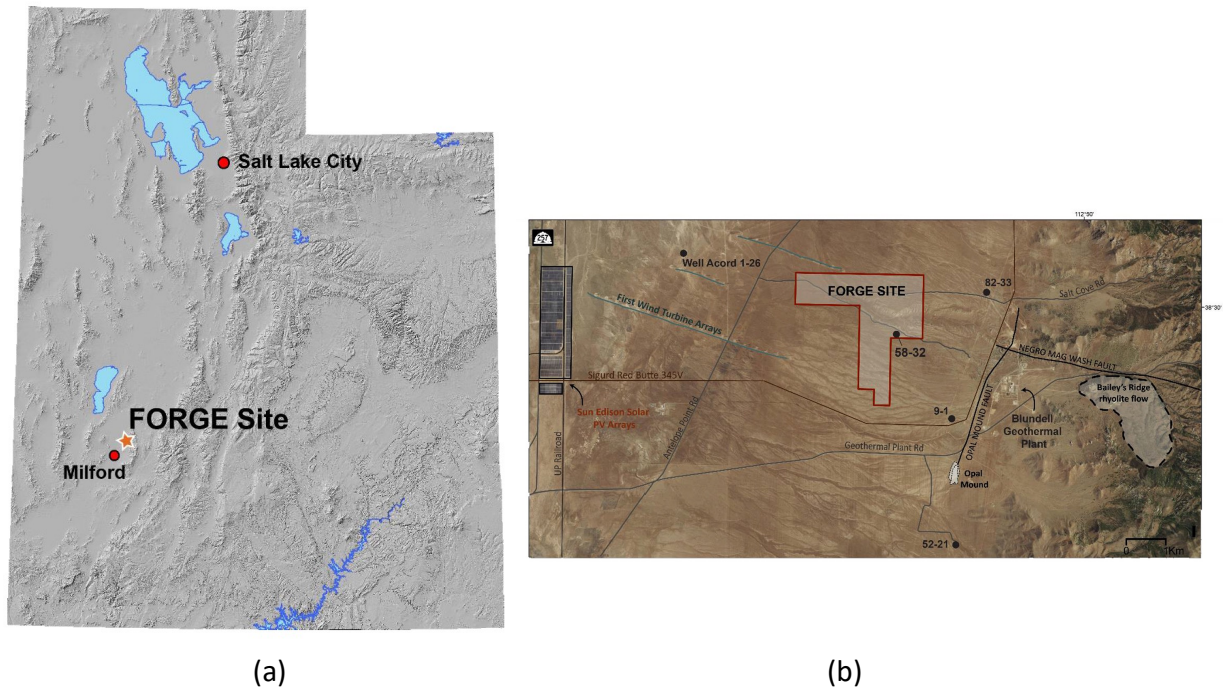 Salt Lake City
FORGE Site
Milford
(a)
112°50'
257
Well Acord 1-26
FORGE SITE
82-33
Salt Cove Rd
38°30'
First Wind Turbine Arrays
58-32
NEGRO MAG WASH FAULT
Sigurd Red Butte 345V
Bailey's Ridge
rhyolite flow
Sun Edison Solar
PV Arrays
Antelope Point Rd
9-1
OPAL MOUND FAULT
Blundell
Geothermal
Plant
UP Railroad
Geothermal Plant Rd
Opal
Mound
52-21
0 1Km
(b)